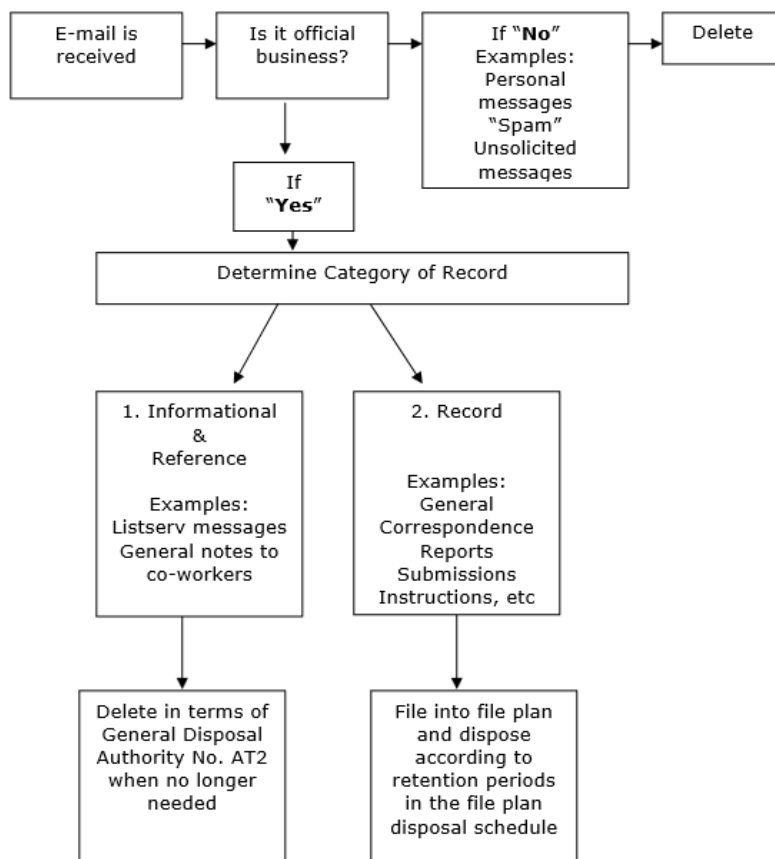 E-mail is
received
Is it official
business?
If “No”
Examples:
Personal
messages
“Spam”
Unsolicited
messages
Delete
If
“Yes”
Determine Category of Record
1. Informational
&
Reference
Examples:
Listserv messages
General notes to
co-workers
2. Record
Examples:
General
Correspondence
Reports
Submissions
Instructions, etc
Delete in terms of
General Disposal
Authority No. AT2
when no longer
needed
File into file plan
and dispose
according to
retention periods
in the file plan
disposal schedule